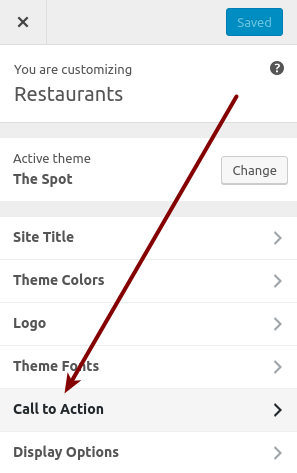 Saved
You are customizing
Restaurants
Active theme
The Spot
Change
Site Title
Theme Colors
Logo
Theme Fonts
Call to Action
Display Options